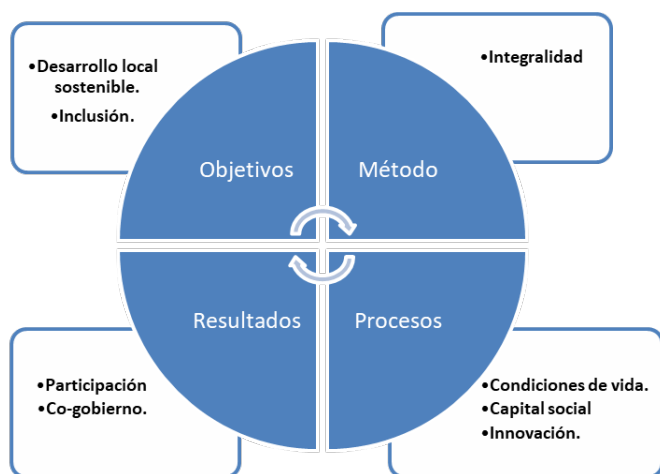 •Desarrollo local
sostenible.
•Inclusión.
•Integralidad
Objetivos
Método
Resultados
Procesos
•Participación
•Co-gobierno.
•Condiciones de vida.
•Capital social
•Innovación.